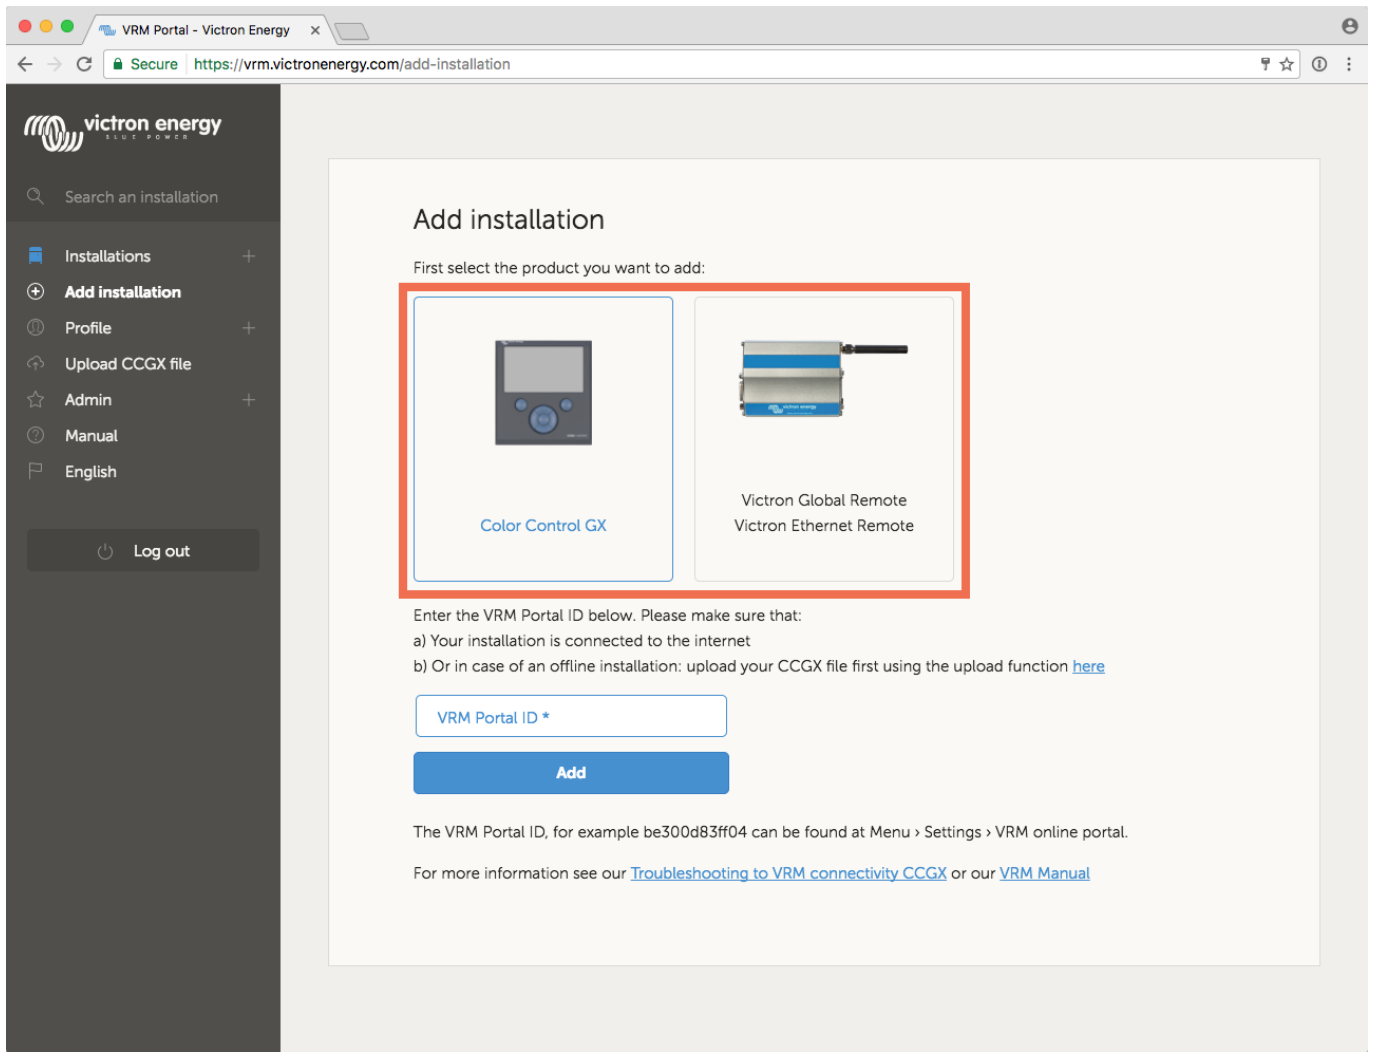 VRM Portal - Victron Energy
Secure https://vrm.victronenergy.com/add-installation
victron energy
BLUE POWER
Search an installation
Installations
Add installation
Profile
Upload CCGX file
Admin
Manual
English
Log out
Add installation
First select the product you want to add:
Color Control GX
victron energy
Victron Global Remote
Victron Ethernet Remote
Enter the VRM Portal ID below. Please make sure that:
a) Your installation is connected to the internet
b) Or in case of an offline installation: upload your CCGX file first using the upload function here
VRM Portal ID *
Add
The VRM Portal ID, for example be300d83ff04 can be found at Menu › Settings › VRM online portal.
For more information see our Troubleshooting to VRM connectivity CCGX or our VRM Manual